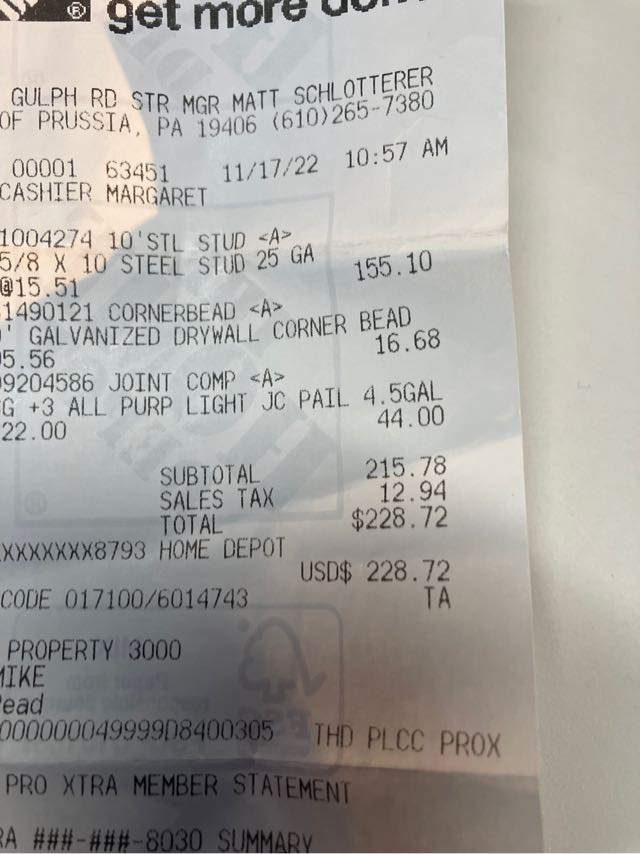 ® get more
GULPH RD STR MGR MATT SCHLOTTERER
OF PRUSSIA, PA 19406 (610)265-7380
00001 63451 11/17/22 10:57 AM
CASHIER MARGARET
1004274 10'STL STUD <A>
5/8 X 10 STEEL STUD 25 GA
@15.51 155.10
1490121 CORNERBEAD <A>
' GALVANIZED DRYWALL CORNER BEAD
5.56 16.68
9204586 JOINT COMP <A>
G +3 ALL PURP LIGHT JC PAIL 4.5GAL
22.00 44.00
SUBTOTAL 215.78
SALES TAX 12.94
TOTAL $228.72
XXXXXXX8793 HOME DEPOT
USD$ 228.72
CODE 017100/6014743 TA
PROPERTY 3000
MIKE
ead
000000049999D8400305 THD PLCC PROX
PRO XTRA MEMBER STATEMENT
RA ###-###-8030 SUMMARY